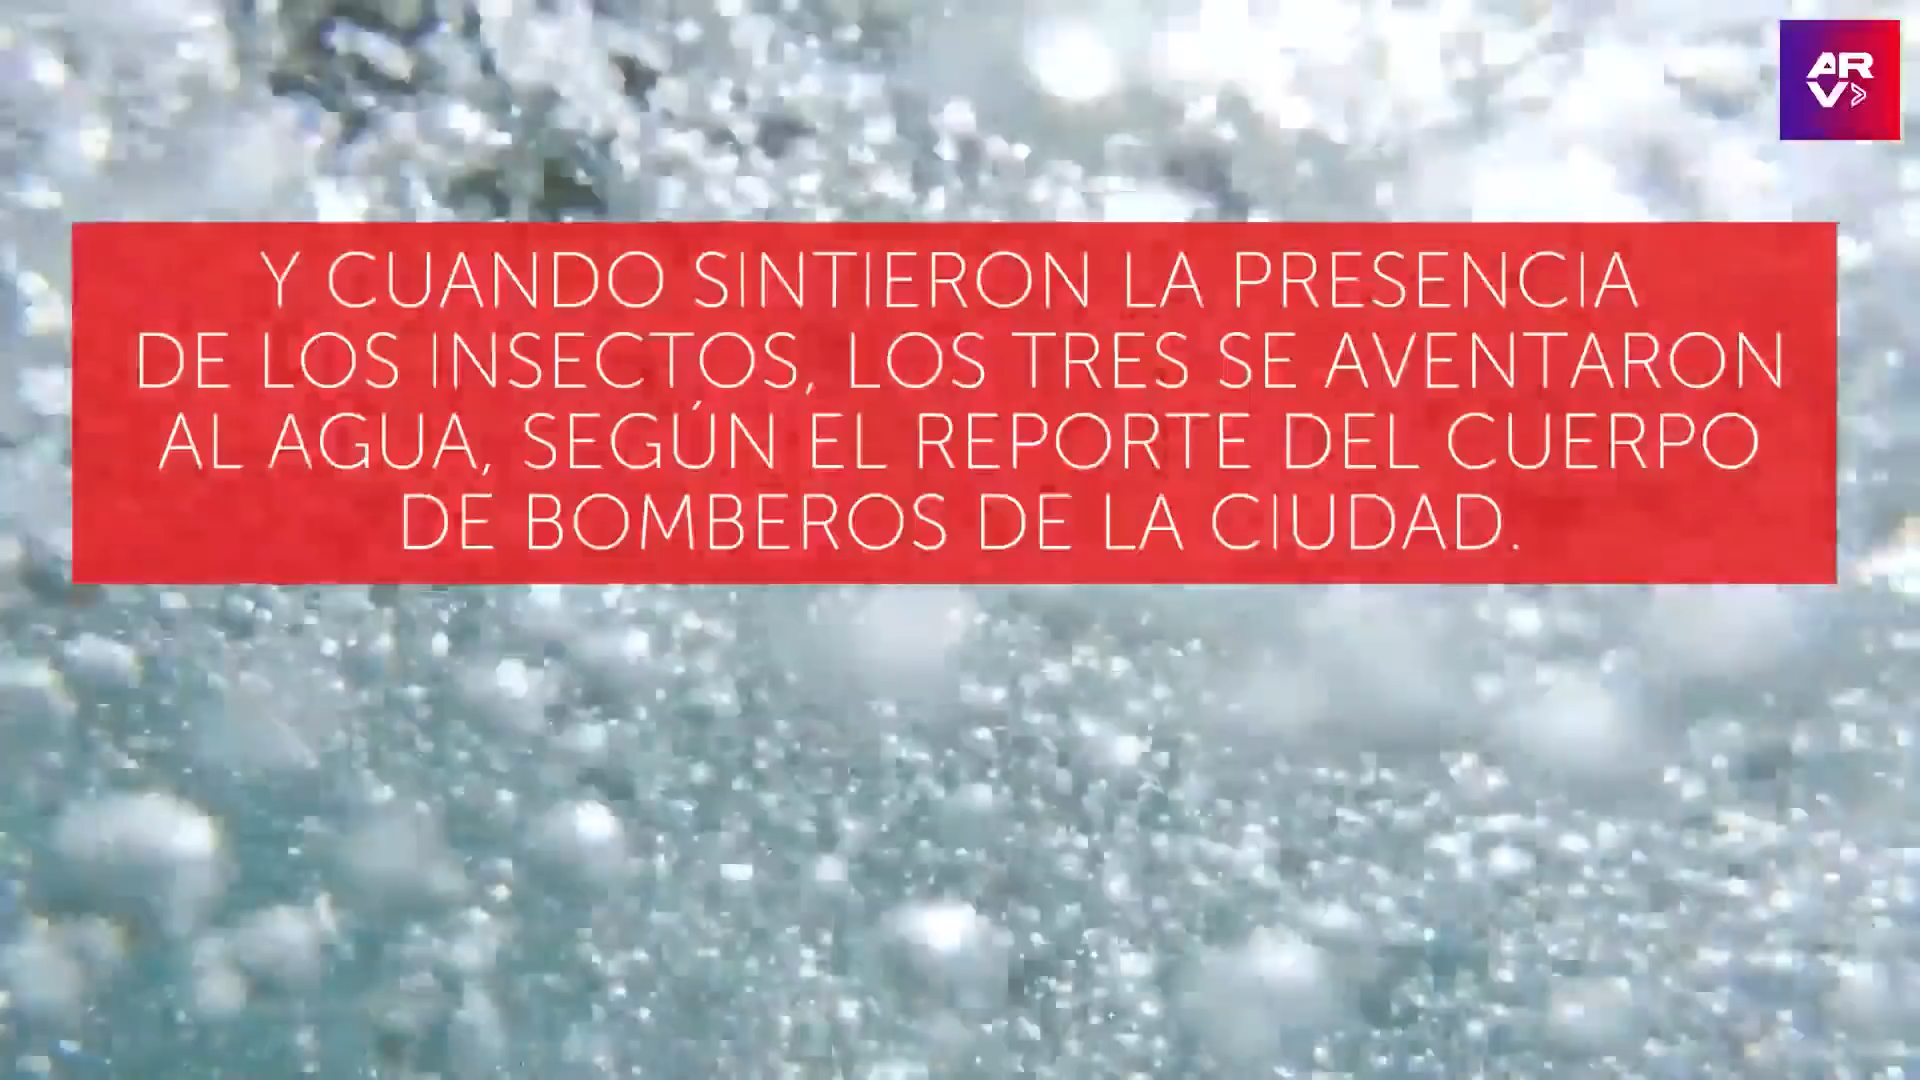 AR
V
Y CUANDO SINTIERON LA PRESENCIA
DE LOS INSECTOS, LOS TRES SE AVENTARON
AL AGUA, SEGÚN EL REPORTE DEL CUERPO
DE BOMBEROS DE LA CIUDAD.